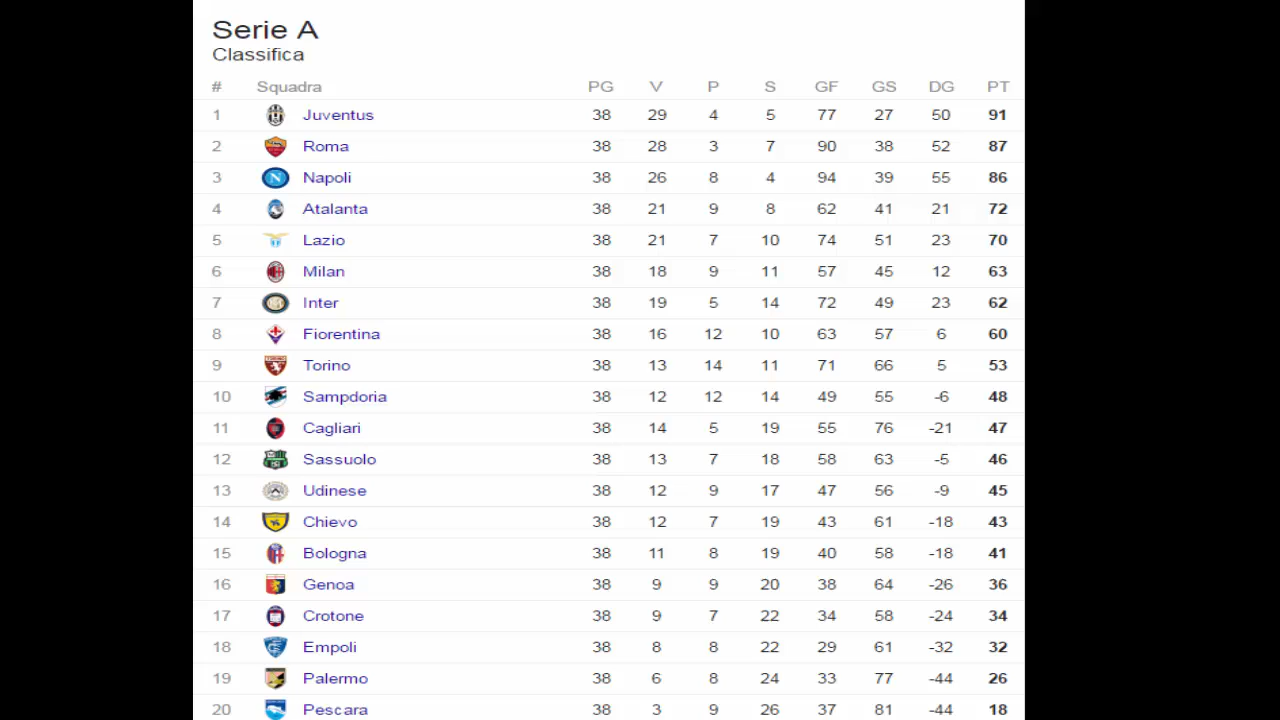 Serie A
Classifica
# Squadra PG V P S GF GS DG PT
1 Juventus 38 29 4 5 77 27 50 91
2 Roma 38 28 3 7 90 38 52 87
3 Napoli 38 26 8 4 94 39 55 86
4 Atalanta 38 21 9 8 62 41 21 72
5 Lazio 38 21 7 10 74 51 23 70
6 Milan 38 18 9 11 57 45 12 63
7 Inter 38 19 5 14 72 49 23 62
8 Fiorentina 38 16 12 10 63 57 6 60
9 Torino 38 13 14 11 71 66 5 53
10 Sampdoria 38 12 12 14 49 55 -6 48
11 Cagliari 38 14 5 19 55 76 -21 47
12 Sassuolo 38 13 7 18 58 63 -5 46
13 Udinese 38 12 9 17 47 56 -9 45
14 Chievo 38 12 7 19 43 61 -18 43
15 Bologna 38 11 8 19 40 58 -18 41
16 Genoa 38 9 9 20 38 64 -26 36
17 Crotone 38 9 7 22 34 58 -24 34
18 Empoli 38 8 8 22 29 61 -32 32
19 Palermo 38 6 8 24 33 77 -44 26
20 Pescara 38 3 9 26 37 81 -44 18